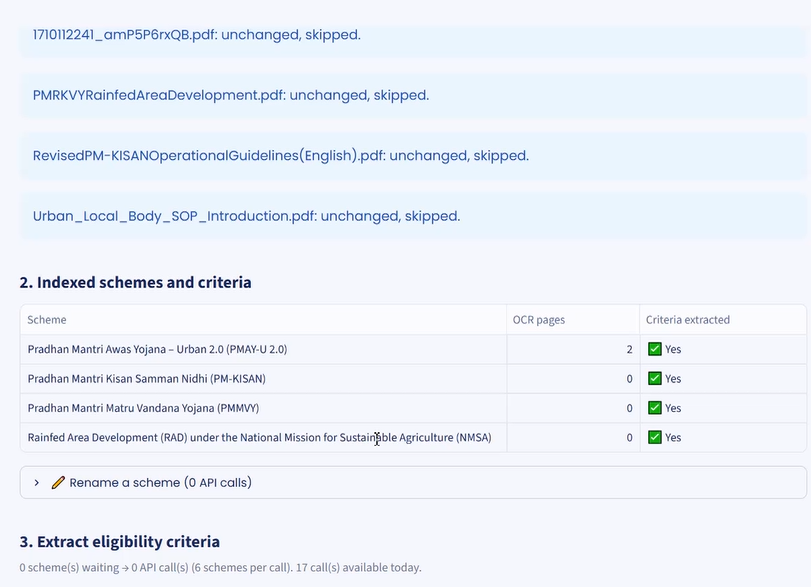 1710112241_amP5P6rxQB.pdf: unchanged, skipped.
PMRKVYRainfedAreaDevelopment.pdf: unchanged, skipped.
RevisedPM-KISANOperationalGuidelines(English).pdf: unchanged, skipped.
Urban_Local_Body_SOP_Introduction.pdf: unchanged, skipped.
2. Indexed schemes and criteria
Scheme OCR pages Criteria extracted
Pradhan Mantri Awas Yojana – Urban 2.0 (PMAY-U 2.0) 2 ✅ Yes
Pradhan Mantri Kisan Samman Nidhi (PM-KISAN) 0 ✅ Yes
Pradhan Mantri Matru Vandana Yojana (PMMVY) 0 ✅ Yes
Rainfed Area Development (RAD) under the National Mission for Sustainable Agriculture (NMSA) 0 ✅ Yes
Rename a scheme (0 API calls)
3. Extract eligibility criteria
0 scheme(s) waiting → 0 API call(s) (6 schemes per call). 17 call(s) available today.